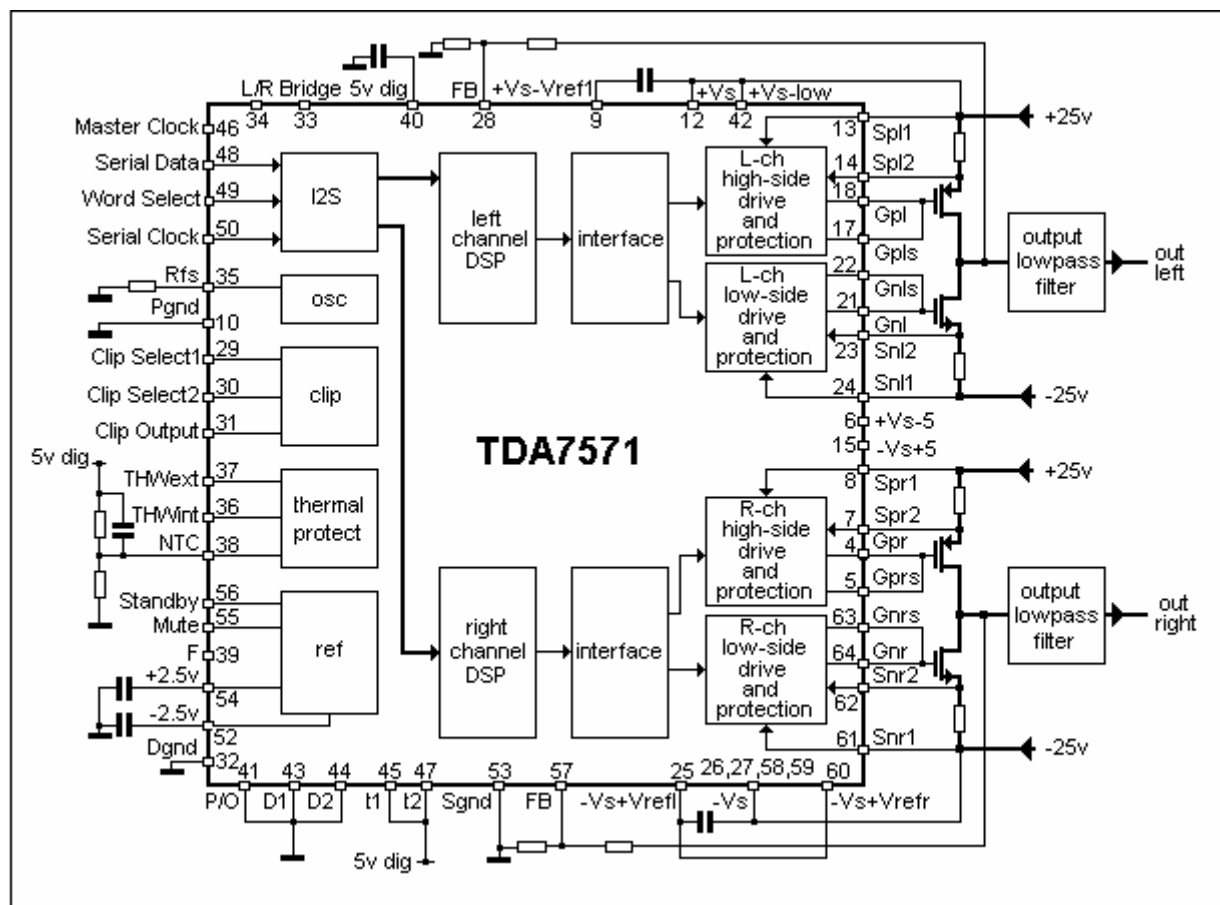 5v dig
L/R Bridge
FB
+Vs-Vref1
+Vs
+Vs-low
34 33 40 28 9 12 42
Master Clock 46
Serial Data 48
Word Select 49
Serial Clock 50
Rfs 35
Pgnd
10
Clip Select1 29
Clip Select2 30
Clip Output 31
5v dig
THWext 37
THWint 36
NTC 38
Standby 56
Mute 55
F 39
+2.5v
54
-2.5v
52
Dgnd
32
I2S
osc
clip
thermal
protect
ref
left
channel
DSP
interface
L-ch
high-side
drive
and
protection
L-ch
low-side
drive
and
protection
TDA7571
right
channel
DSP
interface
R-ch
high-side
drive
and
protection
R-ch
low-side
drive
and
protection
13 Spl1
14 Spl2
18 Gpl
17 Gpls
22 Gnls
21 Gnl
23 Snl2
24 Snl1
6 +Vs-5
15 -Vs+5
8 Spr1
7 Spr2
4 Gpr
5 Gprs
63 Gnrs
64 Gnr
Snr2
62
61 Snr1
+25v
output
lowpass
filter
out
left
-25v
+25v
output
lowpass
filter
out
right
-25v
41 43 44 45 47 53 57 25 26,27,58,59 60
P/O D1 D2 t1 t2 Sgnd FB -Vs+Vrefl -Vs -Vs+Vrefr
5v dig